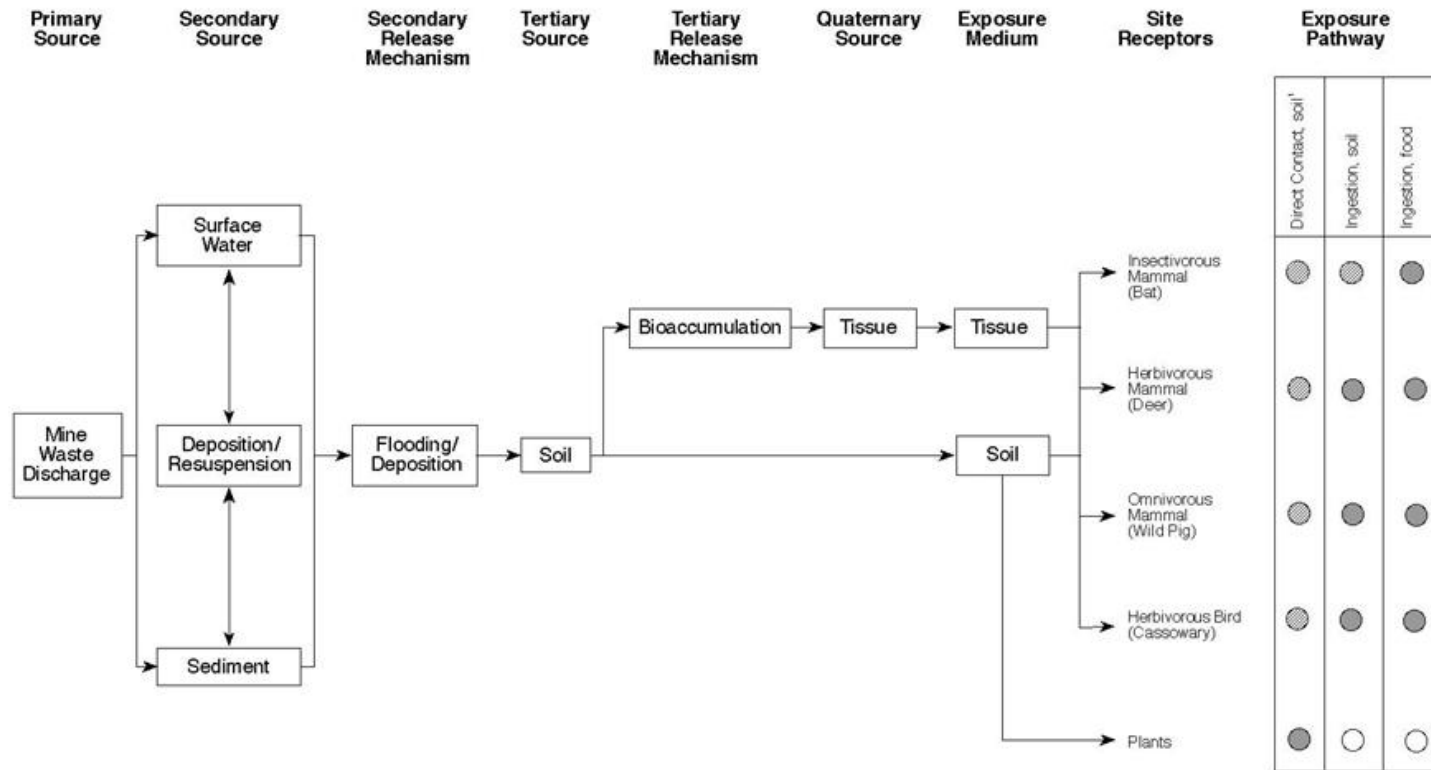 Primary
Source
Secondary
Source
Secondary
Release
Mechanism
Tertiary
Source
Tertiary
Release
Mechanism
Quaternary
Source
Exposure
Medium
Site
Receptors
Exposure
Pathway
Direct Contact, soil¹
Ingestion, soil
Ingestion, food
Mine
Waste
Discharge
Surface
Water
Deposition/
Resuspension
Sediment
Flooding/
Deposition
Soil
Bioaccumulation
Tissue
Tissue
Soil
Insectivorous
Mammal
(Bat)
Herbivorous
Mammal
(Deer)
Omnivorous
Mammal
(Wild Pig)
Herbivorous Bird
(Cassowary)
Plants